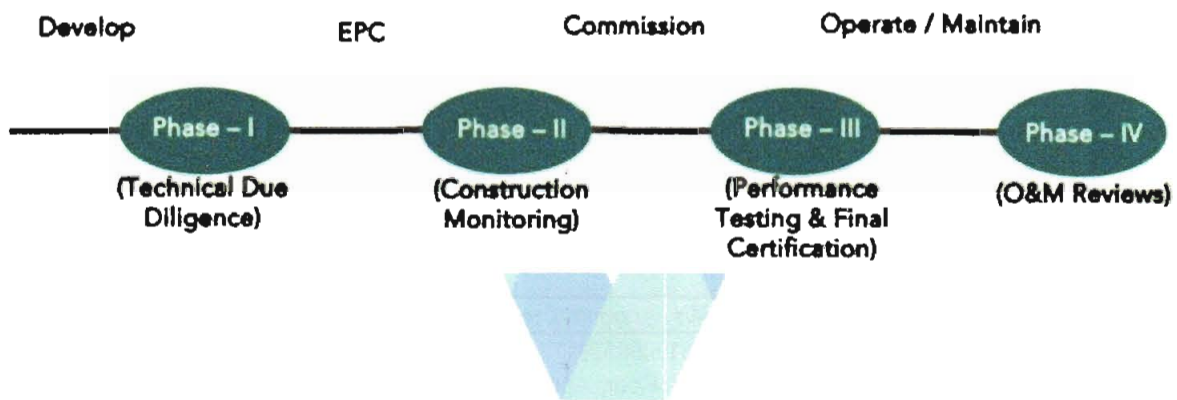 Develop EPC Commission Operate / Maintain
Phase – I Phase – II Phase – III Phase – IV
(Technical Due Diligence)
(Construction Monitoring)
(Performance Testing & Final Certification)
(O&M Reviews)